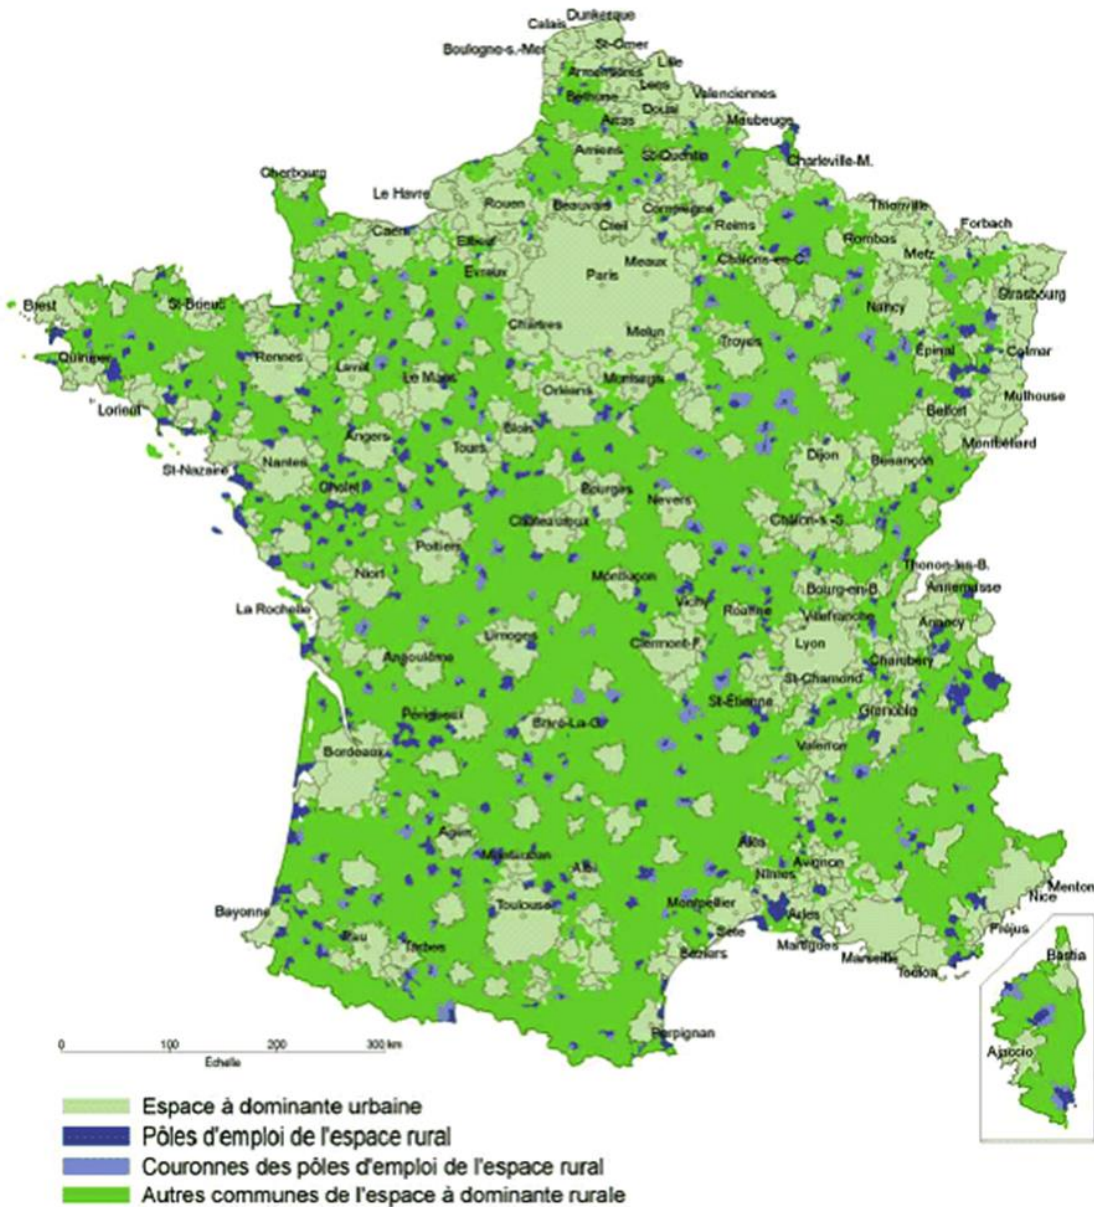 Dunkerque
Calais
St-Omer
Boulogne-s.-Mer
Lille
Armentières
Lens
Béthune
Valenciennes
Douai
Arras
Maubeuge
Amiens
St-Quentin
Charleville-M.
Cherbourg
Le Havre
Rouen
Beauvais
Compiègne
Thionville
Creil
Reims
Forbach
Caen
Elbeuf
Rombas
Metz
Meaux
Châlons-en-C.
Evreux
Paris
Strasbourg
Brest
St-Brieuc
Nancy
Chartres
Melun
Troyes
Epinal
Colmar
Quimper
Rennes
Laval
Le Mans
Montargis
Orléans
Mulhouse
Lorient
Belfort
Blois
Angers
Montbéliard
Tours
Dijon
Besançon
St-Nazaire
Nantes
Cholet
Bourges
Nevers
Châteauroux
Châlon-s.-S.
Poitiers
Thonon-les-B.
Niort
Montluçon
Bourg-en-B.
Annemasse
La Rochelle
Vichy
Roanne
Villefranche
Annecy
Limoges
Clermont-F.
Lyon
Angoulême
Chambéry
St-Chamond
St-Étienne
Grenoble
Périgueux
Brive-La-G.
Bordeaux
Valence
Agen
Alès
Montauban
Albi
Avignon
Nîmes
Menton
Nice
Bayonne
Toulouse
Montpellier
Arles
Fréjus
Pau
Tarbes
Sète
Martigues
Béziers
Marseille
Toulon
Bastia
Perpignan
Ajaccio
0 100 200 300 km
Échelle
Espace à dominante urbaine
Pôles d'emploi de l'espace rural
Couronnes des pôles d'emploi de l'espace rural
Autres communes de l'espace à dominante rurale